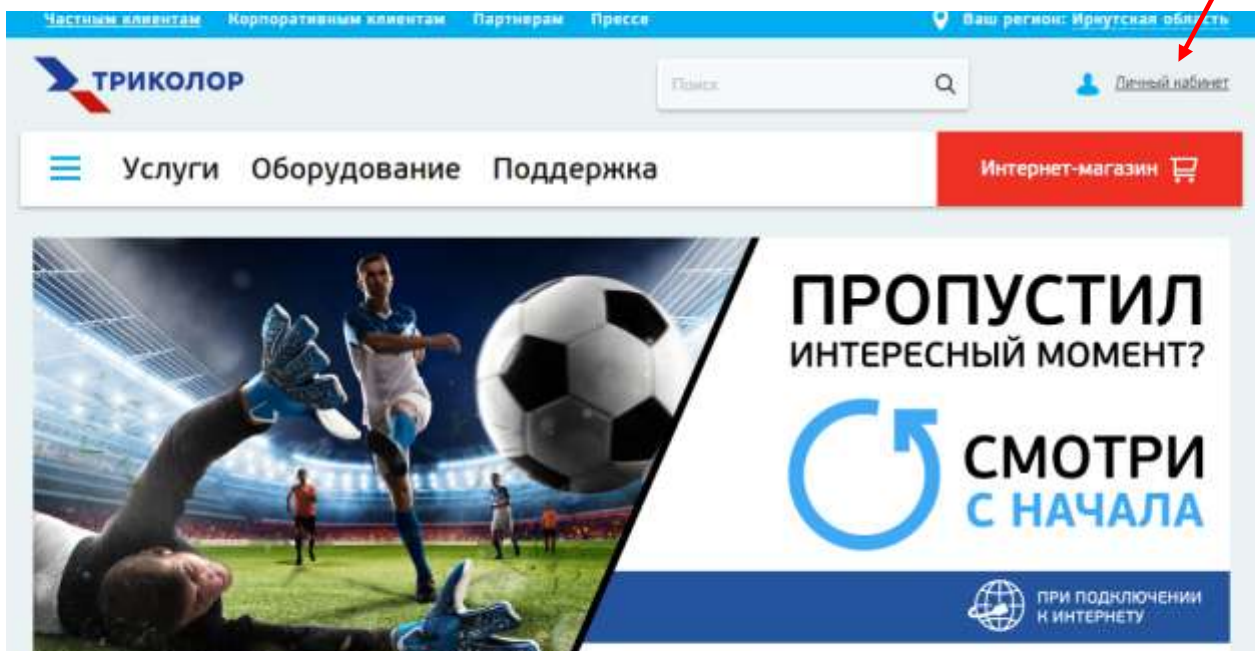 Частным клиентам Корпоративным клиентам Партнерам Прессе Ваш регион: Иркутская область
ТРИКОЛОР
Поиск
Личный кабинет
Услуги Оборудование Поддержка
Интернет-магазин
ПРОПУСТИЛ
ИНТЕРЕСНЫЙ МОМЕНТ?
СМОТРИ
С НАЧАЛА
ПРИ ПОДКЛЮЧЕНИИ
К ИНТЕРНЕТУ